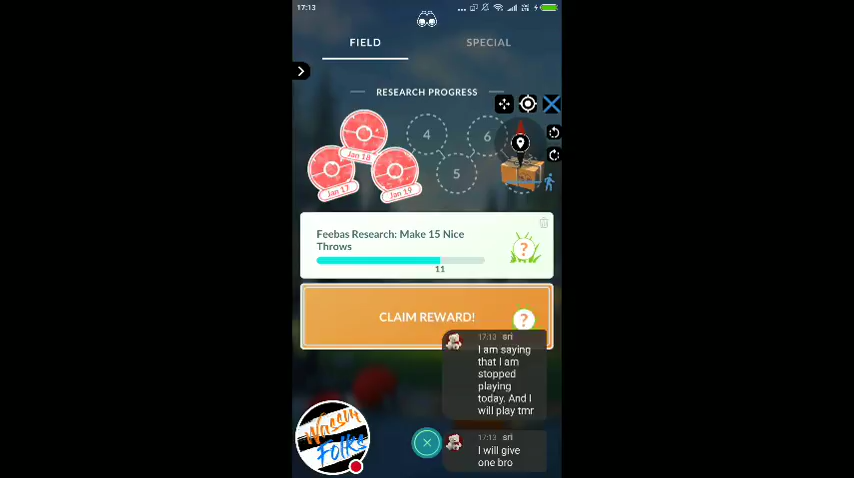 17:13
FIELD
SPECIAL
RESEARCH PROGRESS
4
6
5
Jan 18
Jan 17
Jan 19
Feebas Research: Make 15 Nice
Throws
11
?
CLAIM REWARD!
?
17:13 sri
I am saying
that I am
stopped
playing
today. And I
will play tmr
17:13 sri
I will give
one bro
Wassup
Folks